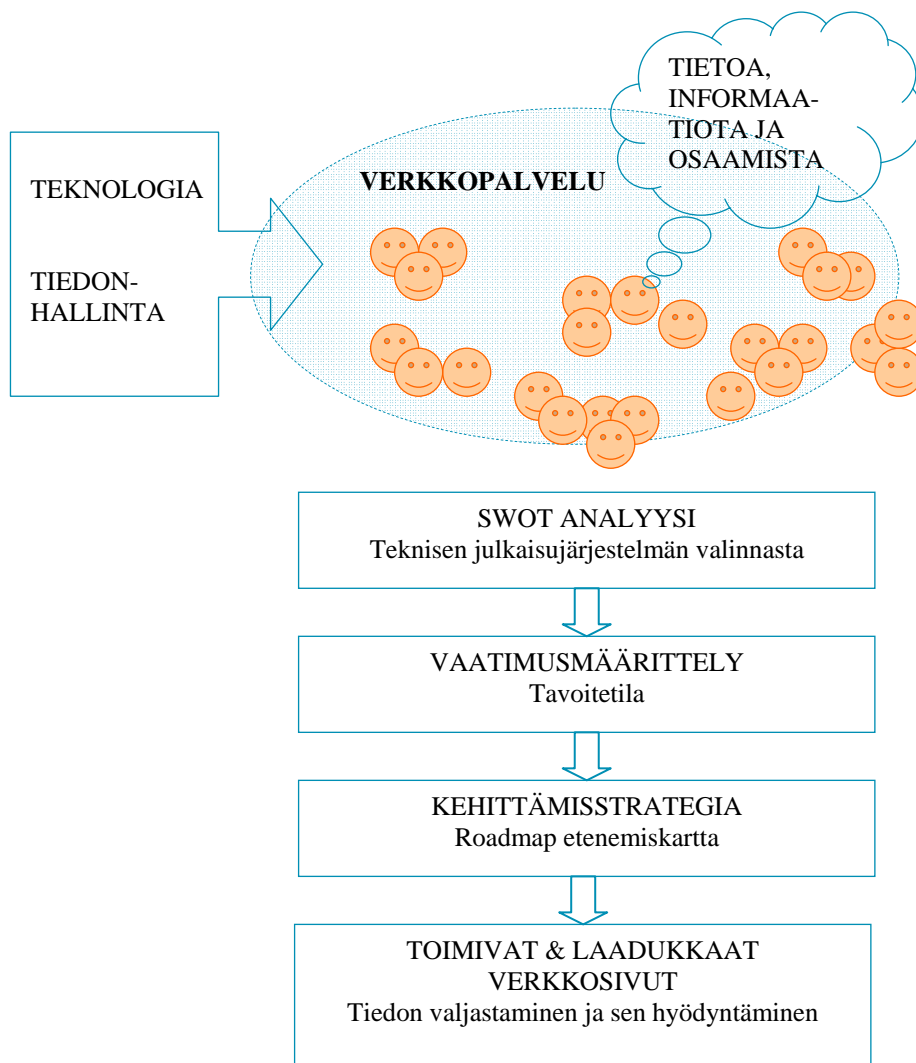 TIETOA,
INFORMAA-
TIOTA JA
OSAAMISTA
TEKNOLOGIA
VERKKOPALVELU
TIEDON-
HALLINTA
SWOT ANALYYSI
Teknisen julkaisujärjestelmän valinnasta
VAATIMUSMÄÄRITTELY
Tavoitetila
KEHITTÄMISSTRATEGIA
Roadmap etenemiskartta
TOIMIVAT & LAADUKKAAT
VERKKOSIVUT
Tiedon valjastaminen ja sen hyödyntäminen